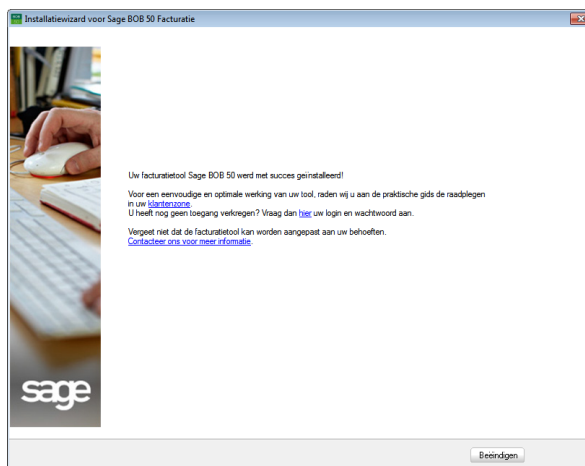 Installatiewizard voor Sage BOB 50 Facturatie
Uw facturatietool Sage BOB 50 werd met succes geïnstalleerd!
Voor een eenvoudige en optimale werking van uw tool, raden wij u aan de praktische gids de raadplegen
in uw klantenzone.
U heeft nog geen toegang verkregen? Vraag dan hier uw login en wachtwoord aan.
Vergeet niet dat de facturatietool kan worden aangepast aan uw behoeften.
Contacteer ons voor meer informatie.
sage
Beëindigen